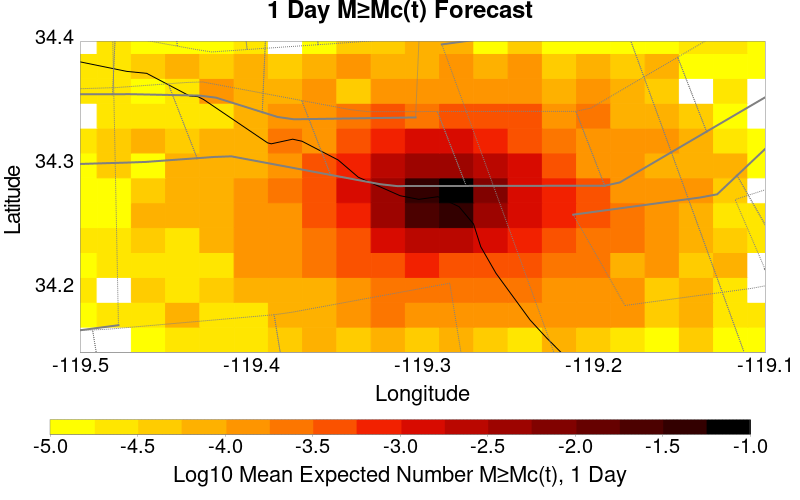 1 Day M≥Mc(t) Forecast
34.4
34.3
34.2
Latitude
-119.5 -119.4 -119.3 -119.2 -119.1
Longitude
-5.0 -4.5 -4.0 -3.5 -3.0 -2.5 -2.0 -1.5 -1.0
Log10 Mean Expected Number M≥Mc(t), 1 Day